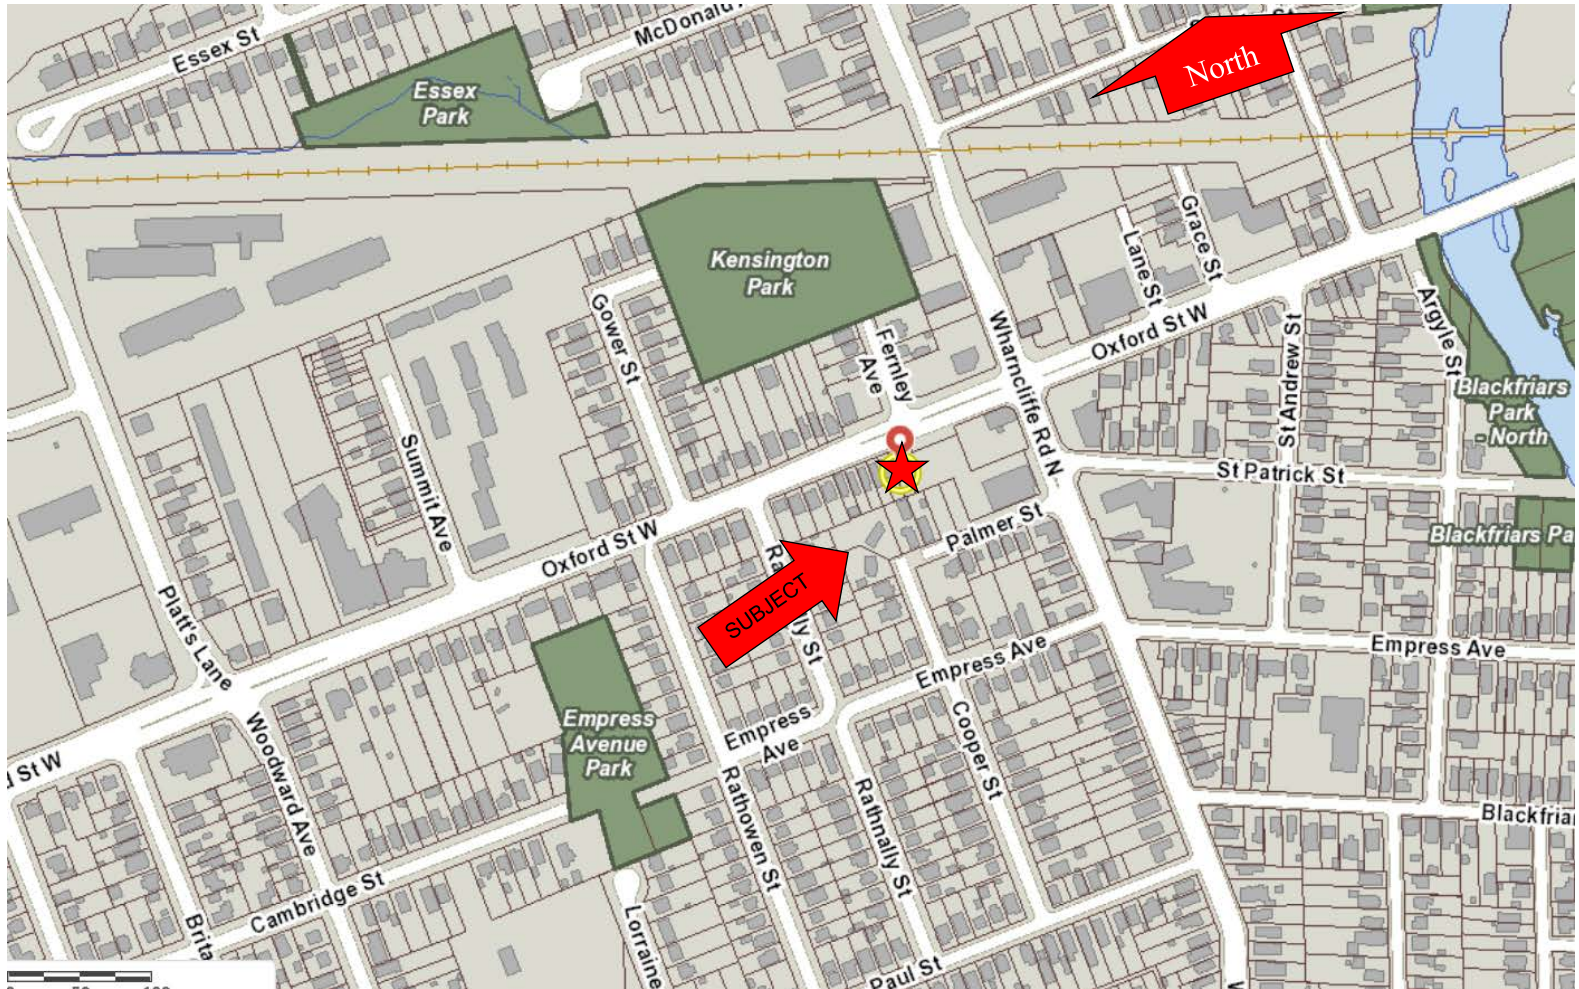 Essex St
McDonald
North
Essex
Park
Kensington
Park
Grace St
Lane St
Gower St
Fernley
Ave
Wharncliffe Rd N
Oxford St W
Argyle St
St Andrew St
Blackfriars
Park
- North
Summit Ave
St Patrick St
Palmer St
Oxford St W
Blackfriars Pa
SUBJECT
Platt's Lane
Empress Ave
Empress Ave
Empress
Avenue
Park
Empress
Ave
Cooper St
Woodward Ave
St W
Rathowen St
Rathnally St
Blackfriar
Cambridge St
Lorraine
Brita
Paul St